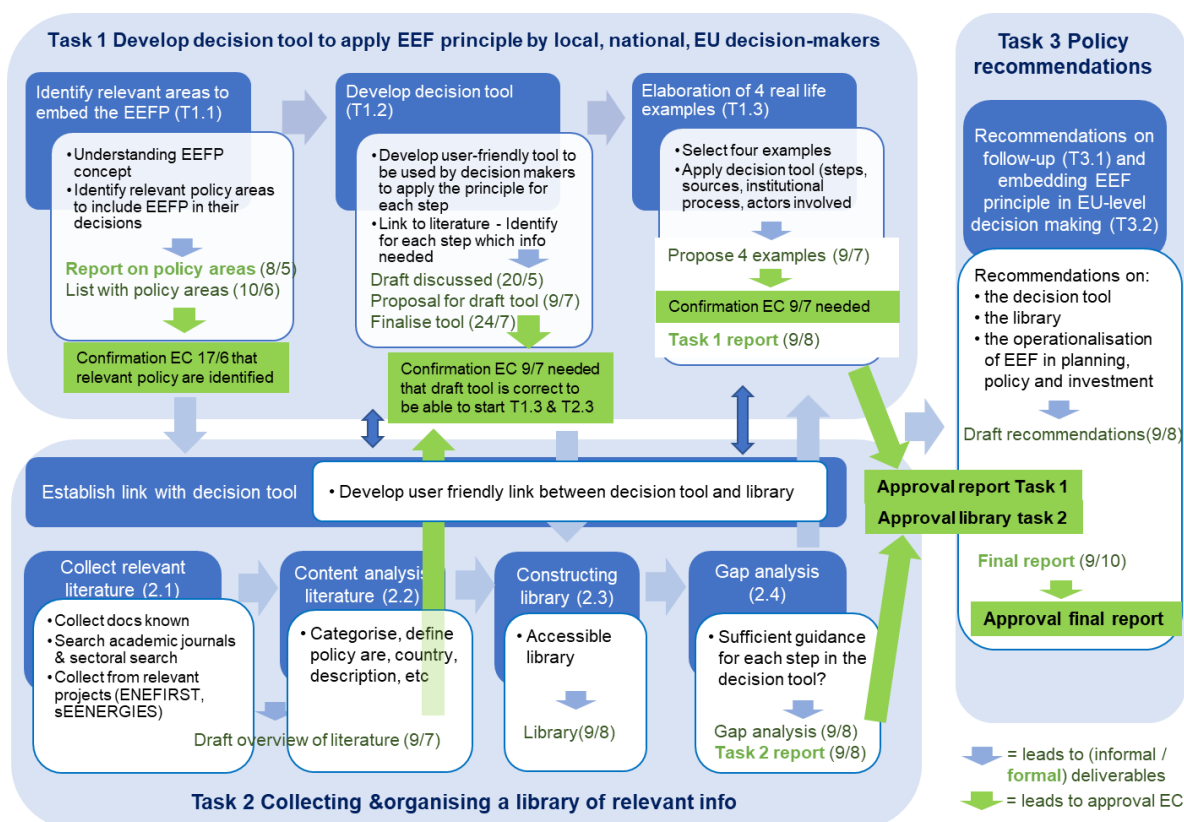 Task 1 Develop decision tool to apply EEF principle by local, national, EU decision-makers
Identify relevant areas to
embed the EEFP (T1.1)
• Understanding EEFP
concept
• Identify relevant policy areas
to include EEFP in their
decisions
Report on policy areas (8/5)
List with policy areas (10/6)
Confirmation EC 17/6 that
relevant policy are identified
Develop decision tool
(T1.2)
• Develop user-friendly tool to
be used by decision makers
to apply the principle for
each step
• Link to literature - Identify
for each step which info
needed
Draft discussed (20/5)
Proposal for draft tool (9/7)
Finalise tool (24/7)
Confirmation EC 9/7 needed
that draft tool is correct to
be able to start T1.3 & T2.3
Elaboration of 4 real life
examples (T1.3)
• Select four examples
• Apply decision tool (steps,
sources, institutional
process, actors involved
Propose 4 examples (9/7)
Confirmation EC 9/7 needed
Task 1 report (9/8)
Establish link with decision tool
• Develop user friendly link between decision tool and library
Collect relevant
literature (2.1)
• Collect docs known
• Search academic journals
& sectoral search
• Collect from relevant
projects (ENEFIRST,
sEENERGIES)
Draft overview of literature (9/7)
Content analysis
literature (2.2)
• Categorise, define
policy are, country,
description, etc
Constructing
library (2.3)
• Accessible
library
Library(9/8)
Gap analysis
(2.4)
• Sufficient guidance
for each step in the
decision tool?
Gap analysis (9/8)
Task 2 report (9/8)
Task 2 Collecting &organising a library of relevant info
Task 3 Policy
recommendations
Recommendations on
follow-up (T3.1) and
embedding EEF
principle in EU-level
decision making (T3.2)
Recommendations on:
• the decision tool
• the library
• the operationalisation
of EEF in planning,
policy and investment
Draft recommendations(9/8)
Approval report Task 1
Approval library task 2
Final report (9/10)
Approval final report
= leads to (informal /
formal) deliverables
= leads to approval EC